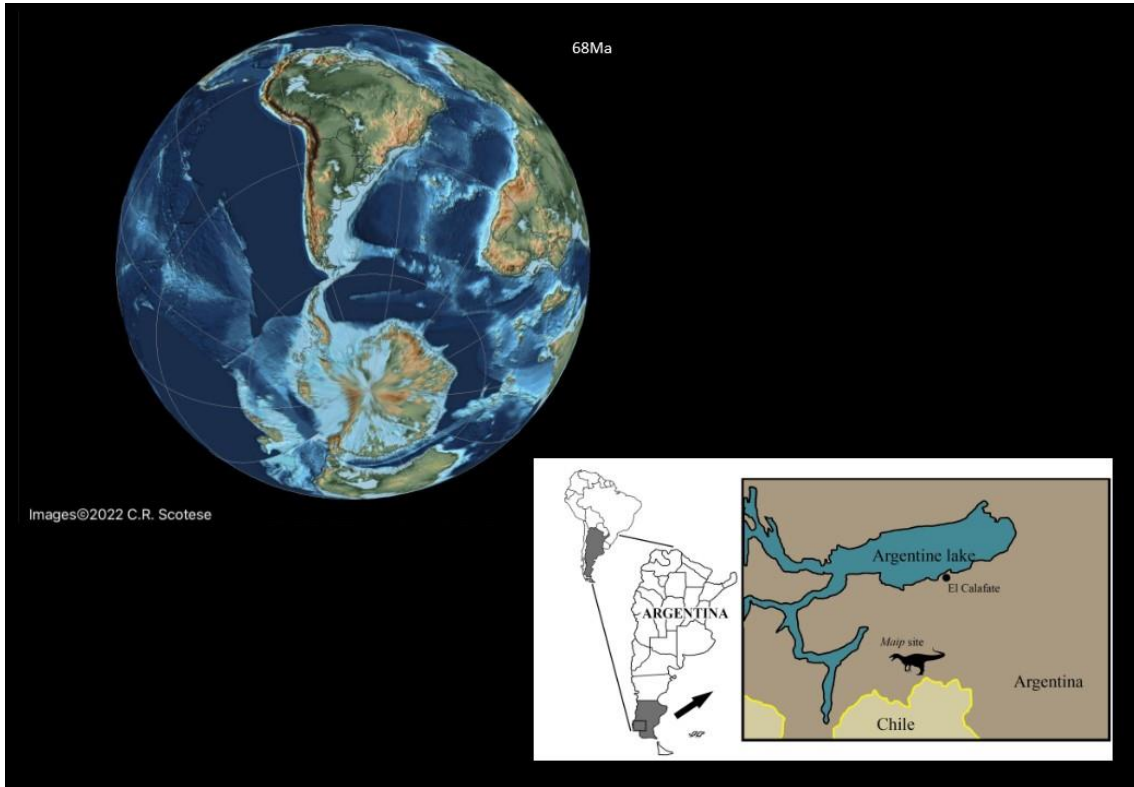 68Ma
Images©2022 C.R. Scotese
ARGENTINA
Argentine lake
El Calafate
Maip site
Argentina
Chile